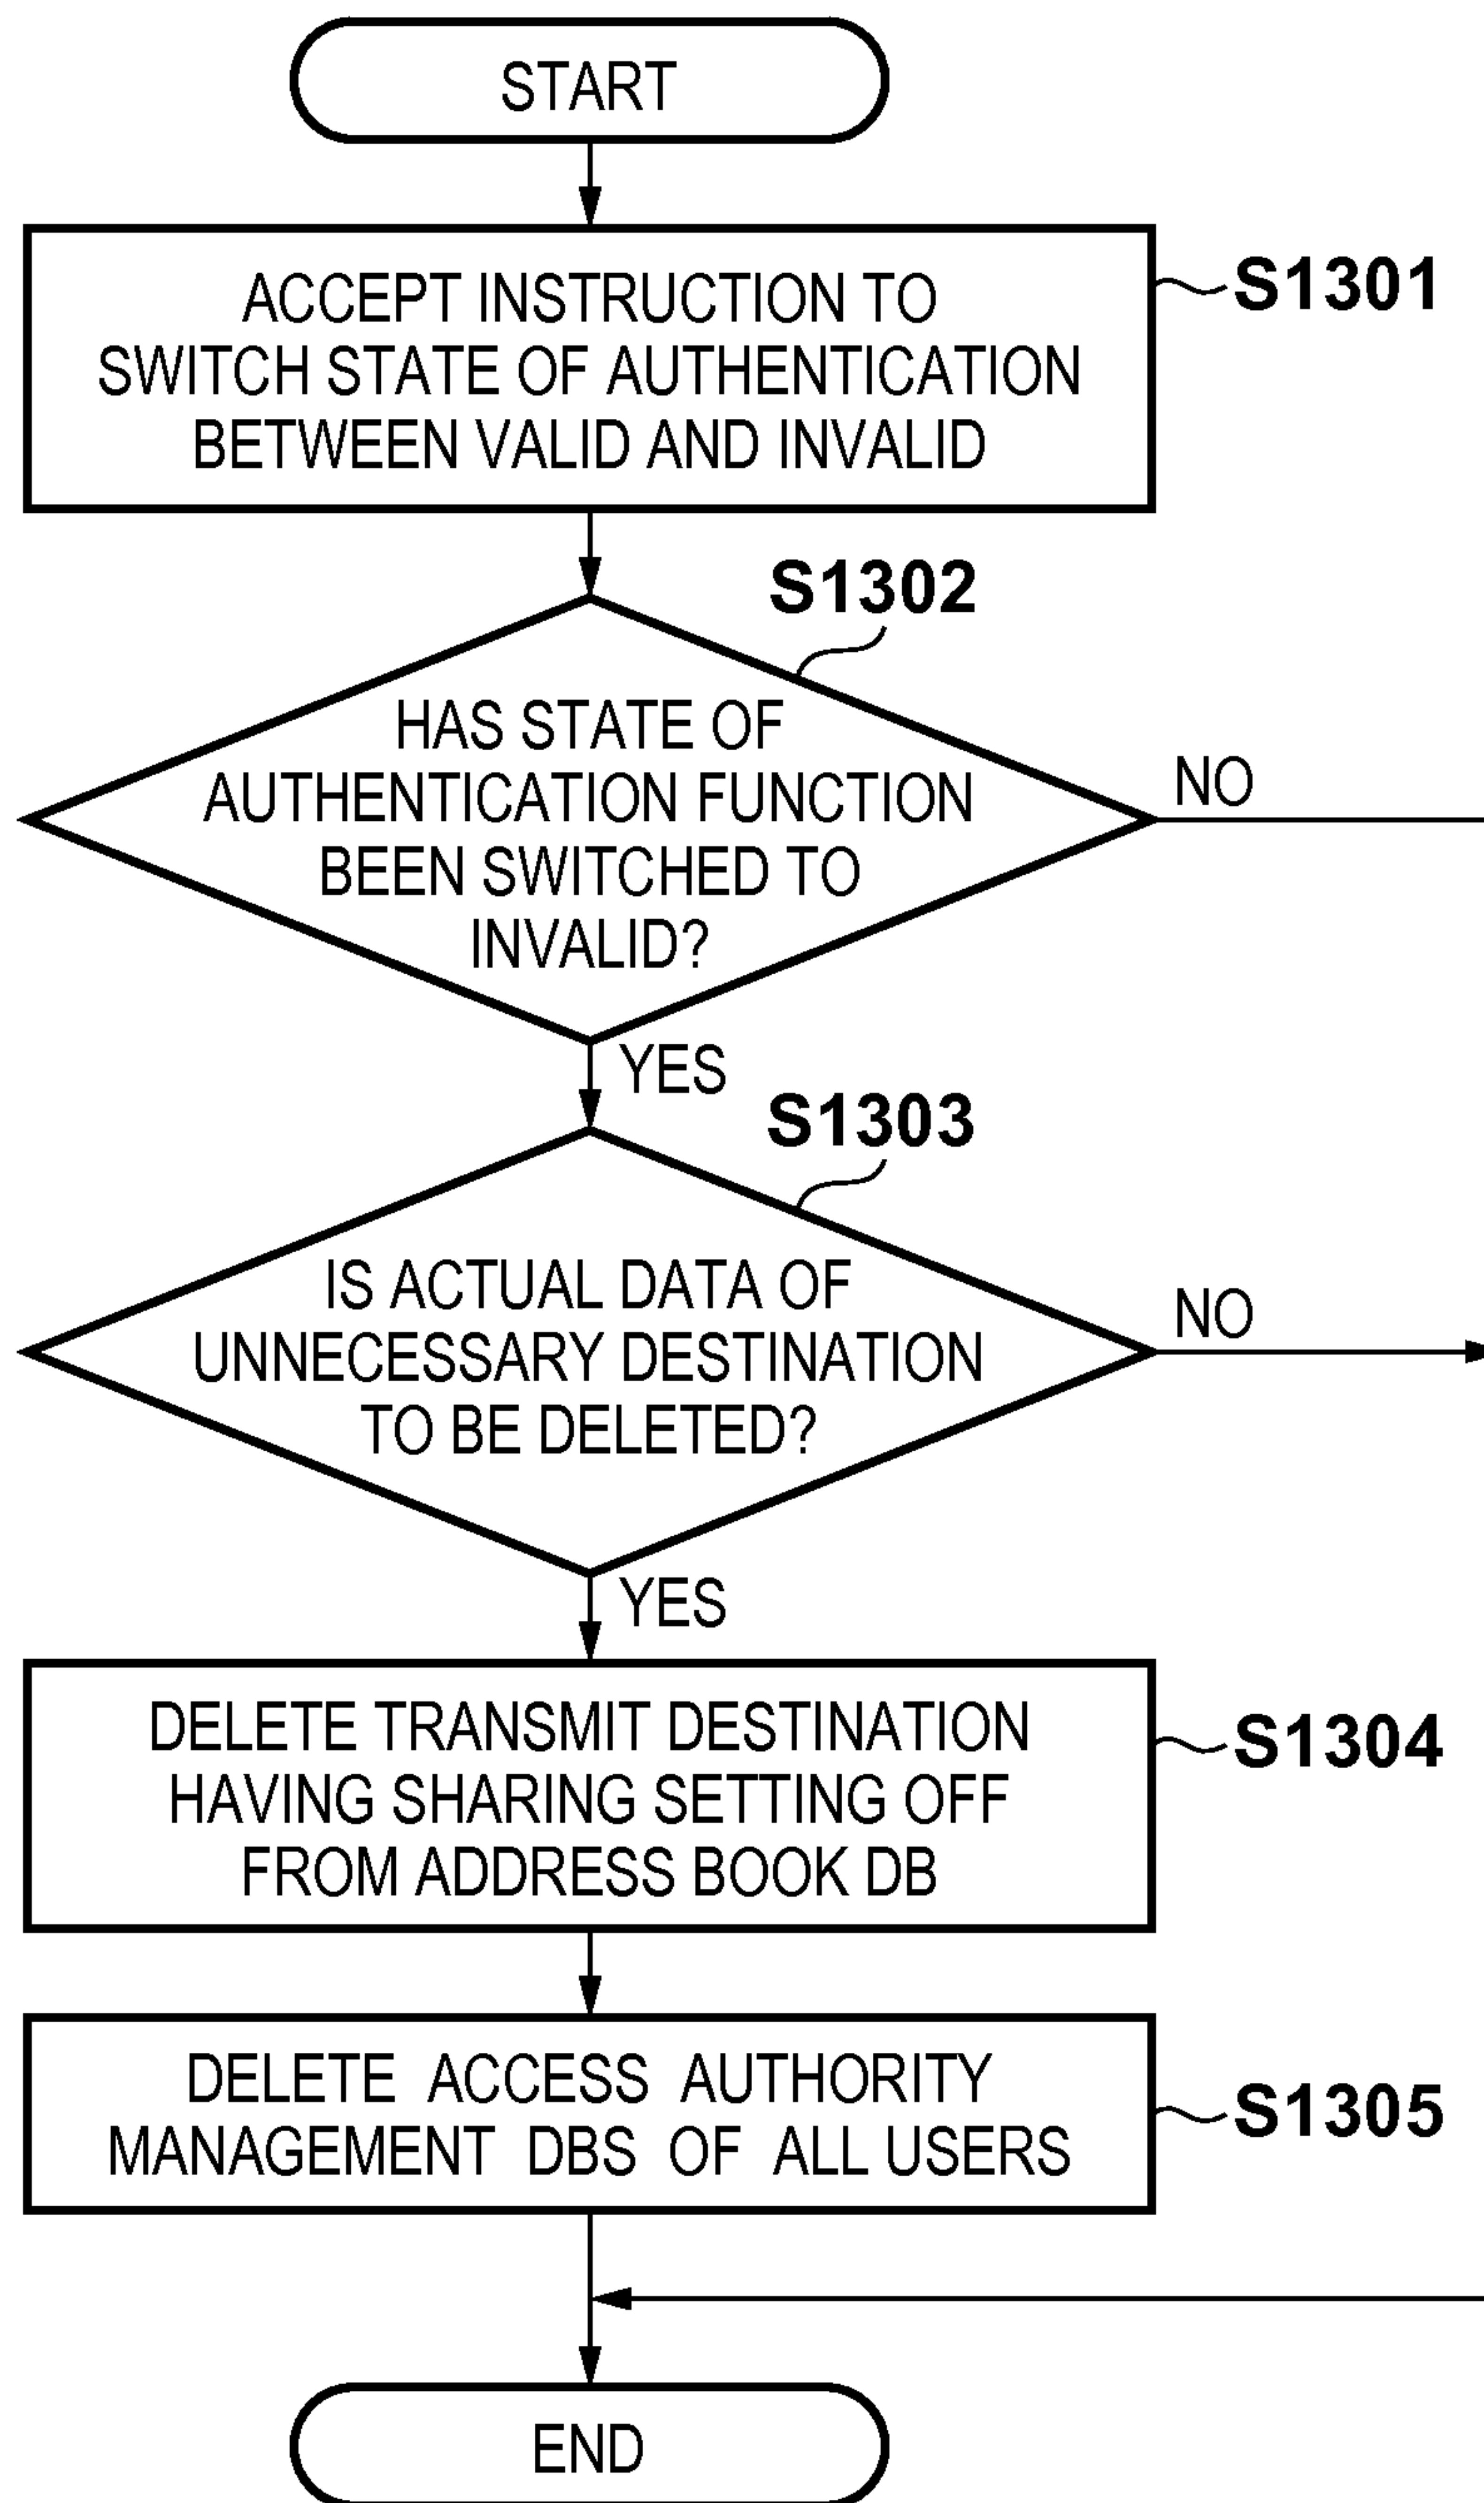 START
ACCEPT INSTRUCTION TO
SWITCH STATE OF AUTHENTICATION
BETWEEN VALID AND INVALID
S1301
S1302
HAS STATE OF
AUTHENTICATION FUNCTION
BEEN SWITCHED TO
INVALID?
NO
YES
S1303
IS ACTUAL DATA OF
UNNECESSARY DESTINATION
TO BE DELETED?
NO
YES
DELETE TRANSMIT DESTINATION
HAVING SHARING SETTING OFF
FROM ADDRESS BOOK DB
S1304
DELETE ACCESS AUTHORITY
MANAGEMENT DBS OF ALL USERS
S1305
END